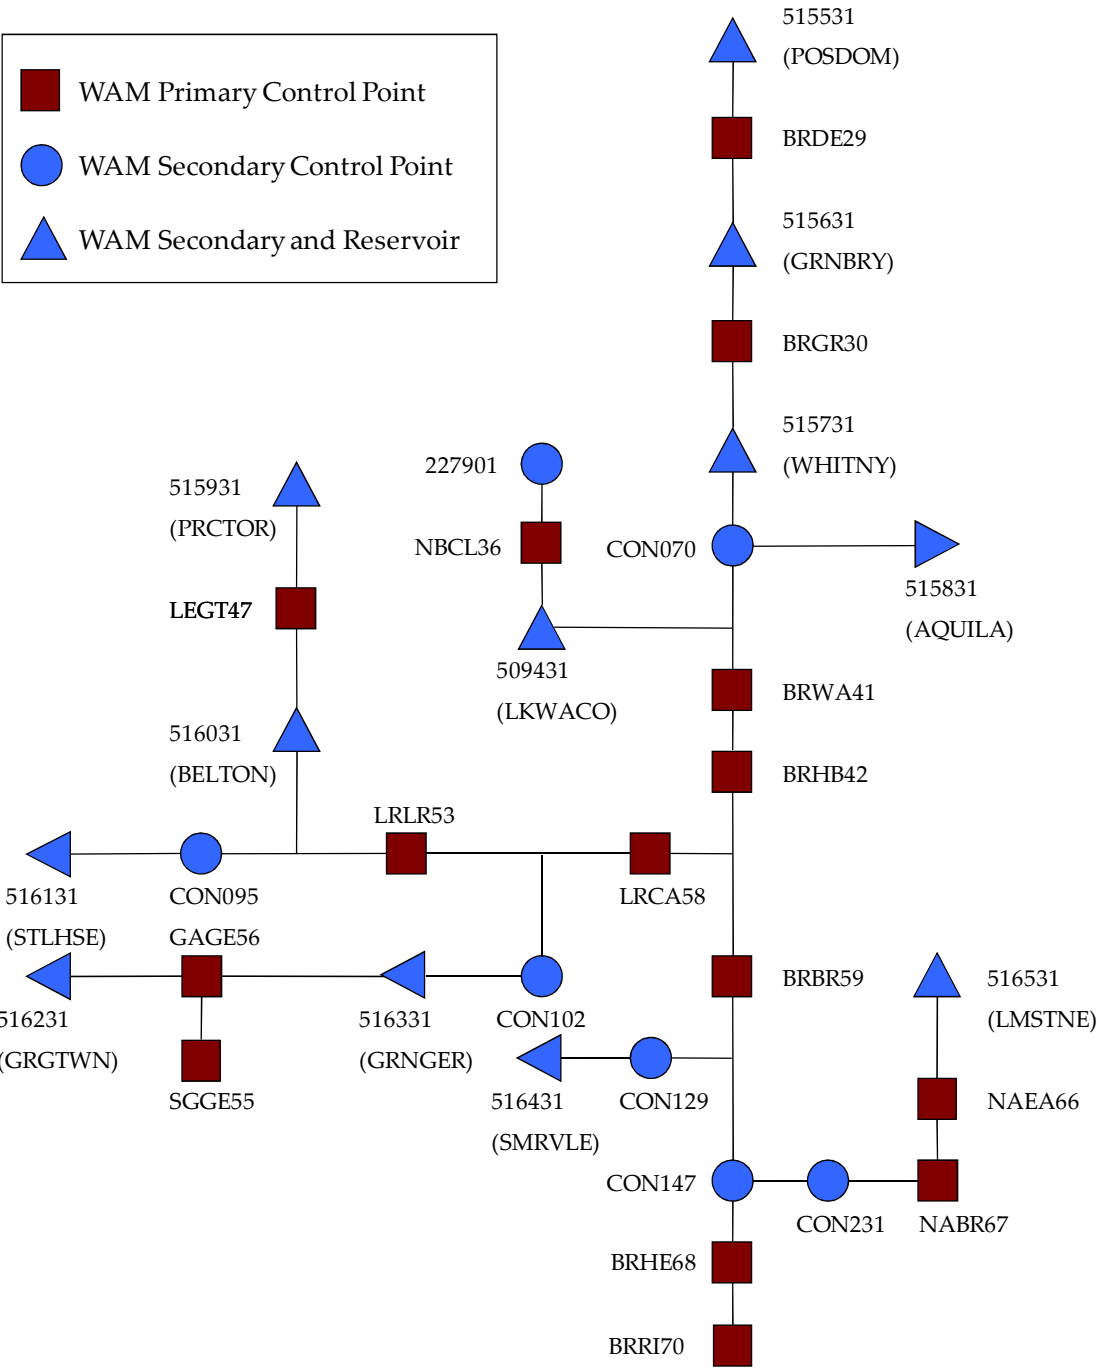 WAM Primary Control Point
WAM Secondary Control Point
WAM Secondary and Reservoir
515531
(POSDOM)
BRDE29
515631
(GRNBRY)
BRGR30
515731
(WHITNY)
227901
515931
(PRCTOR)
NBCL36
CON070
515831
(AQUILA)
LEGT47
509431
(LKWACO)
BRWA41
516031
(BELTON)
BRHB42
LRLR53
516131
(STLHSE)
CON095
LRCA58
GAGE56
BRBR59
516531
(LMSTNE)
516231
(GRGTWN)
516331
(GRNGER)
CON102
SGGE55
516431
(SMRVLE)
CON129
NAEA66
CON147
CON231
NABR67
BRHE68
BRRI70